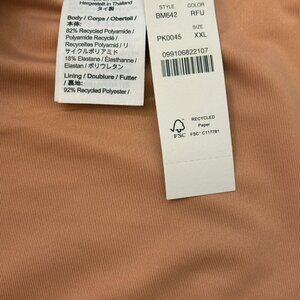 Hergestellt in Thailand
タイ製
Body / Corps / Oberteil /
本体:
82% Recycled Polyamide /
Polyamide Recyclé /
Recyceltes Polyamid / リ
サイクルポリアミド
18% Elastane / Élasthanne /
Elastan / ポリウレタン
Lining / Doublure / Futter
/ 裏地:
92% Recycled Polyester /
STYLE COLOR
BM642 RFU
SIZE
PK0045 XXL
099106822107
FSC
RECYCLED
Paper
FSC® C117781